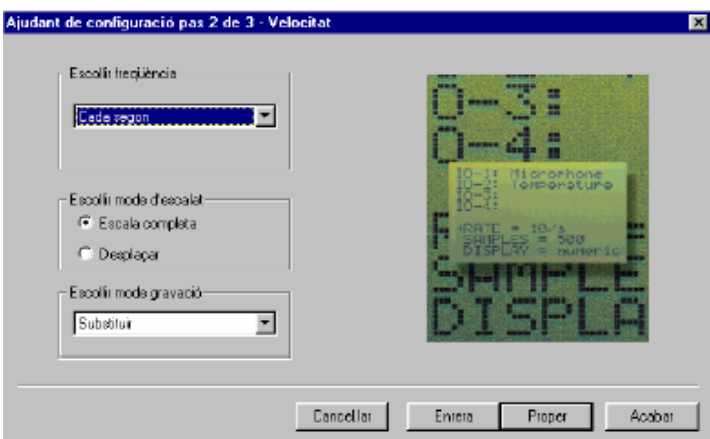 Ajudant de configuració pas 2 de 3 - Velocitat
Escollir freqüència
Cada segon
Escollir mode d'escalat
Escala completa
Desplaçar
Escollir mode gravació
Substituir
O-3:
O-4:
IO-1: Microphone
IO-2: Temperature
IO-3:
IO-4:
RATE = 10/s
SAMPLES = 500
DISPLAY = numeric
SAMPLE
DISPLA
Cancel·lar
Enrera
Proper
Acabar